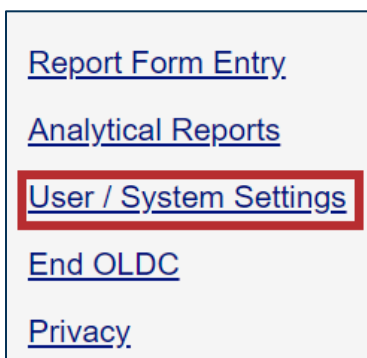 Report Form Entry
Analytical Reports
User / System Settings
End OLDC
Privacy